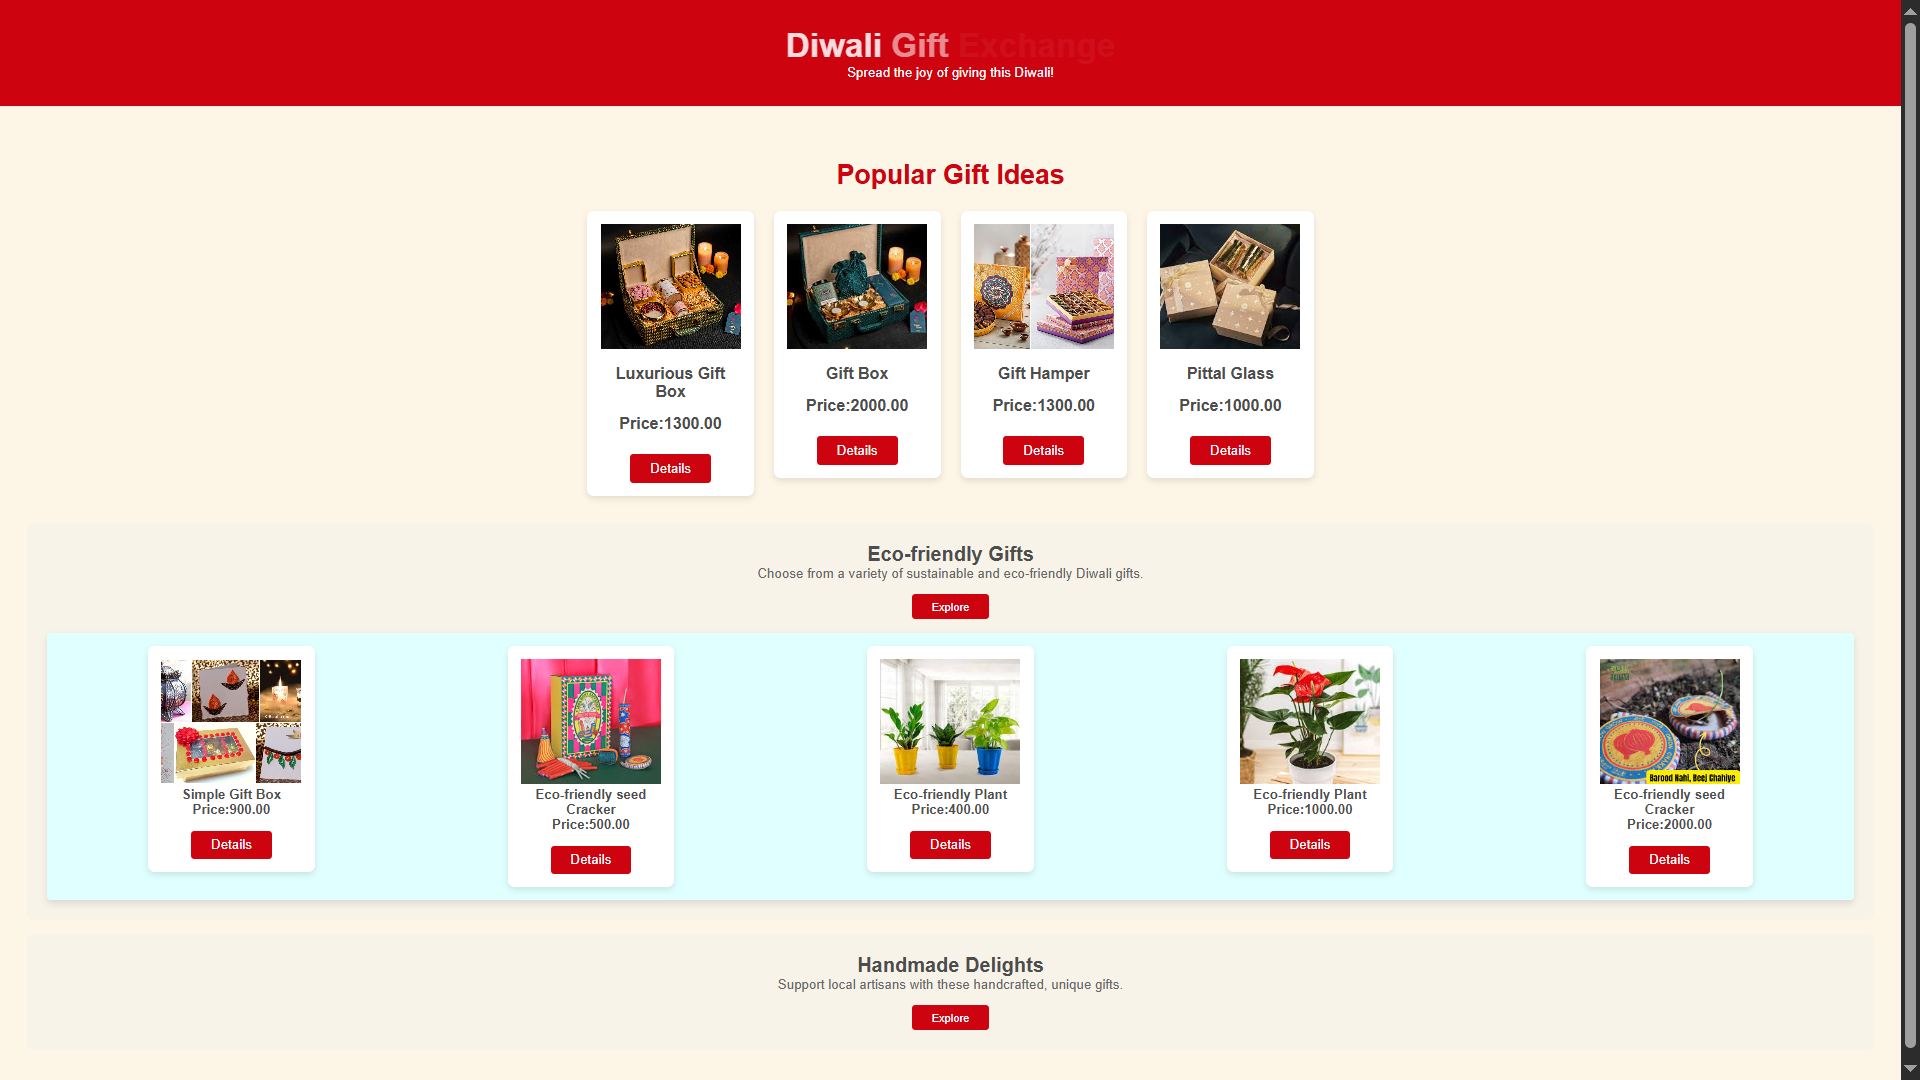 Diwali Gift Exchange
Spread the joy of giving this Diwali!
Popular Gift Ideas
Luxurious Gift
Box
Price:1300.00
Details
Gift Box
Price:2000.00
Details
Gift Hamper
Price:1300.00
Details
Pittal Glass
Price:1000.00
Details
Eco-friendly Gifts
Choose from a variety of sustainable and eco-friendly Diwali gifts.
Explore
Simple Gift Box
Price:900.00
Details
Eco-friendly seed
Cracker
Price:500.00
Details
Eco-friendly Plant
Price:400.00
Details
Eco-friendly Plant
Price:1000.00
Details
Barood Nahi, Beej Chahiye
Eco-friendly seed
Cracker
Price:2000.00
Details
Handmade Delights
Support local artisans with these handcrafted, unique gifts.
Explore